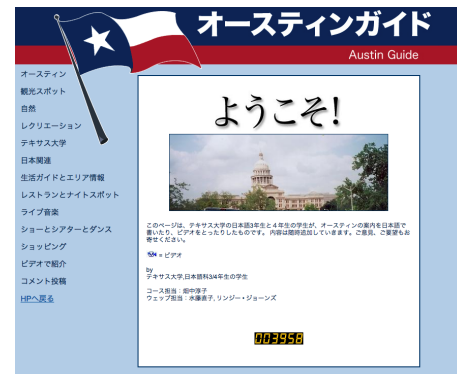 オースティンガイド
Austin Guide
オースティン
観光スポット
自然
レクリエーション
テキサス大学
日本関連
生活ガイドとエリア情報
レストランとナイトスポット
ライブ音楽
ショーとシアターとダンス
ショッピング
ビデオで紹介
コメント投稿
HPへ戻る
ようこそ!
このページは、テキサス大学の日本語3年生と４年生の学生が、オースティンの案内を日本語で
書いたり、ビデオをとったりしたものです。 内容は随時追加していきます。ご意見、ご要望もお
寄せください。
= ビデオ
by
テキサス大学,日本語科3/4年生の学生
コース担当：畑中淳子
ウェッブ担当：水藤直子, リンジー・ジョーンズ
003958